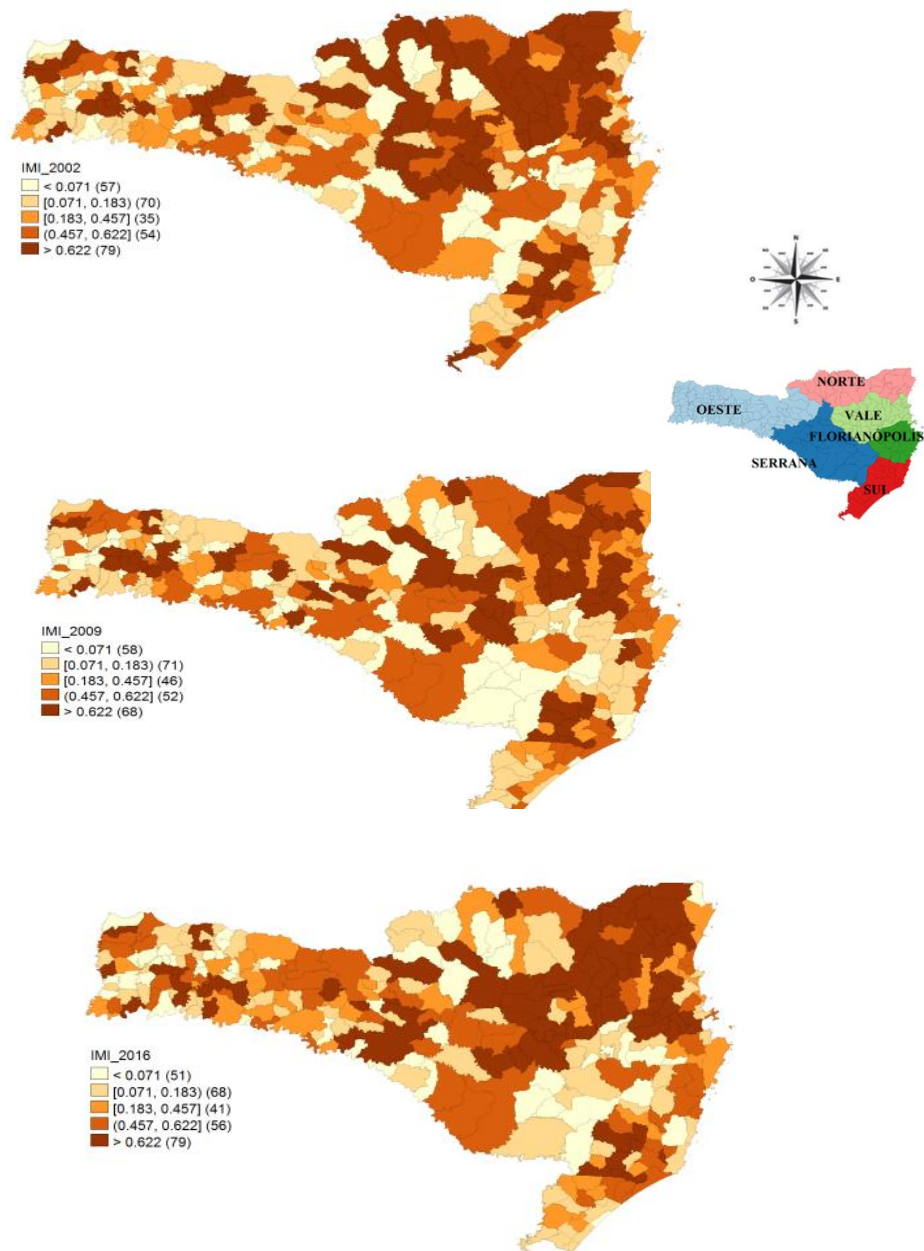 IMI_2002
< 0.071 (57)
[0.071, 0.183) (70)
[0.183, 0.457] (35)
(0.457, 0.622] (54)
> 0.622 (79)
N
O
E
S
NORTE
OESTE
VALE
FLORIANÓPOLIS
SERRANA
SUL
IMI_2009
< 0.071 (58)
[0.071, 0.183) (71)
[0.183, 0.457] (46)
(0.457, 0.622] (52)
> 0.622 (68)
IMI_2016
< 0.071 (51)
[0.071, 0.183) (68)
[0.183, 0.457] (41)
(0.457, 0.622] (56)
> 0.622 (79)